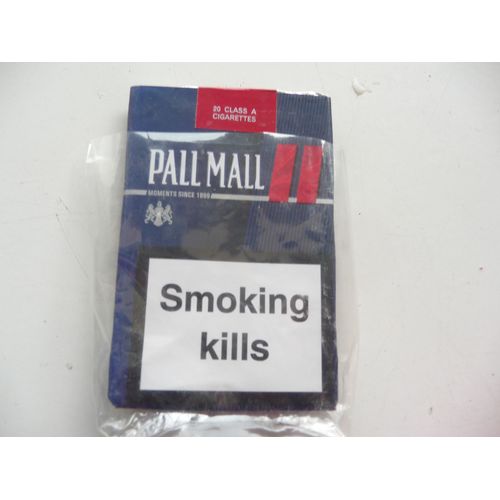 20 CLASS A
CIGARETTES
PALL MALL
MOMENTS SINCE 1899
Smoking
kills